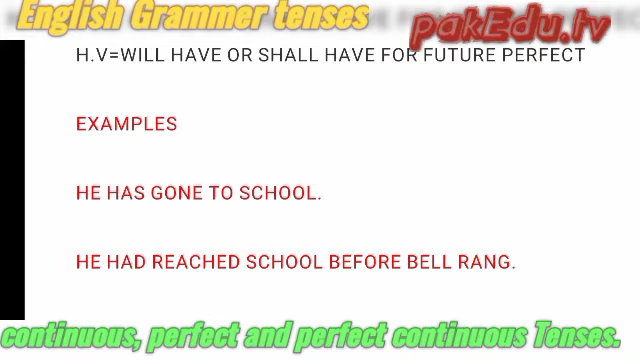 English Grammer tenses
pakEdu.tv
H.V=WILL HAVE OR SHALL HAVE FOR FUTURE PERFECT
EXAMPLES
HE HAS GONE TO SCHOOL.
HE HAD REACHED SCHOOL BEFORE BELL RANG.
continuous, perfect and perfect continuous Tenses.